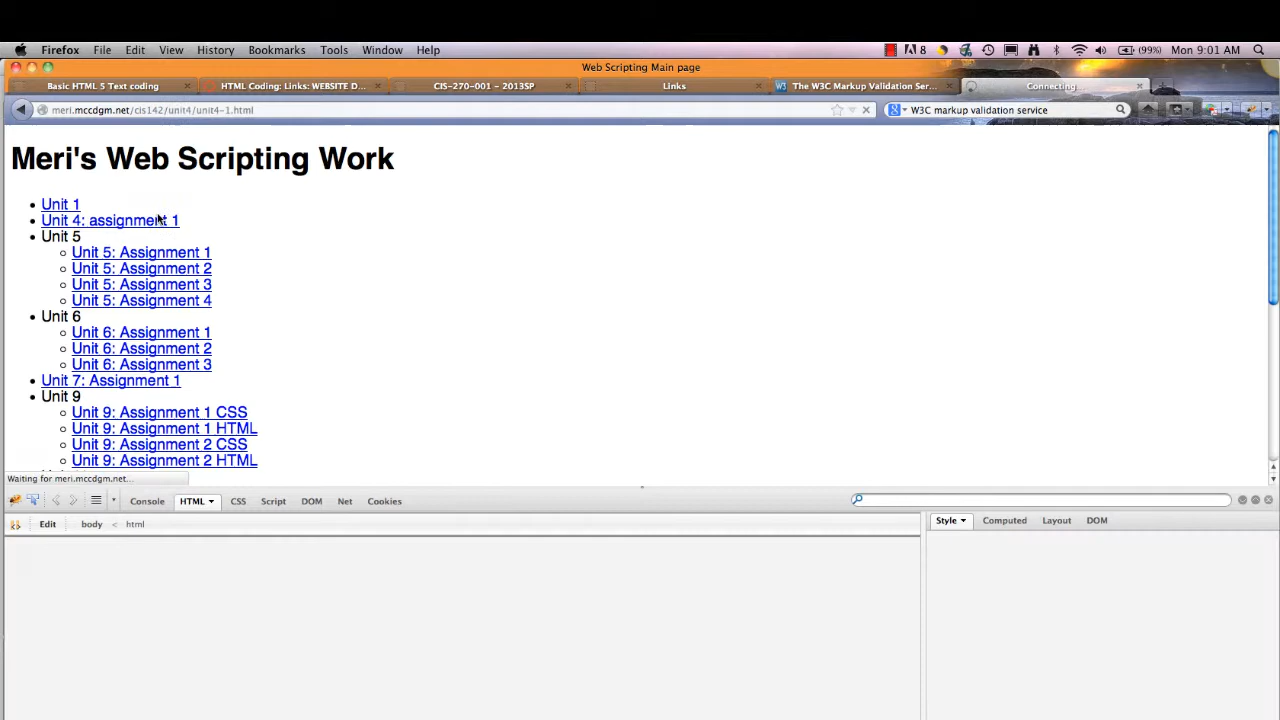 Firefox File Edit View History Bookmarks Tools Window Help 8 (99%) Mon 9:01 AM
Web Scripting Main page
Basic HTML 5 Text coding HTML Coding: Links: WEBSITE D... CIS-270-001 - 2013SP Links W3C The W3C Markup Validation Ser... Connecting...
meri.mccdgm.net/cis142/unit4/unit4-1.html W3C markup validation service
Meri's Web Scripting Work
Unit 1
Unit 4: assignment 1
Unit 5
Unit 5: Assignment 1
Unit 5: Assignment 2
Unit 5: Assignment 3
Unit 5: Assignment 4
Unit 6
Unit 6: Assignment 1
Unit 6: Assignment 2
Unit 6: Assignment 3
Unit 7: Assignment 1
Unit 9
Unit 9: Assignment 1 CSS
Unit 9: Assignment 1 HTML
Unit 9: Assignment 2 CSS
Unit 9: Assignment 2 HTML
Waiting for meri.mccdgm.net...
Console HTML CSS Script DOM Net Cookies
Edit body < html Style Computed Layout DOM